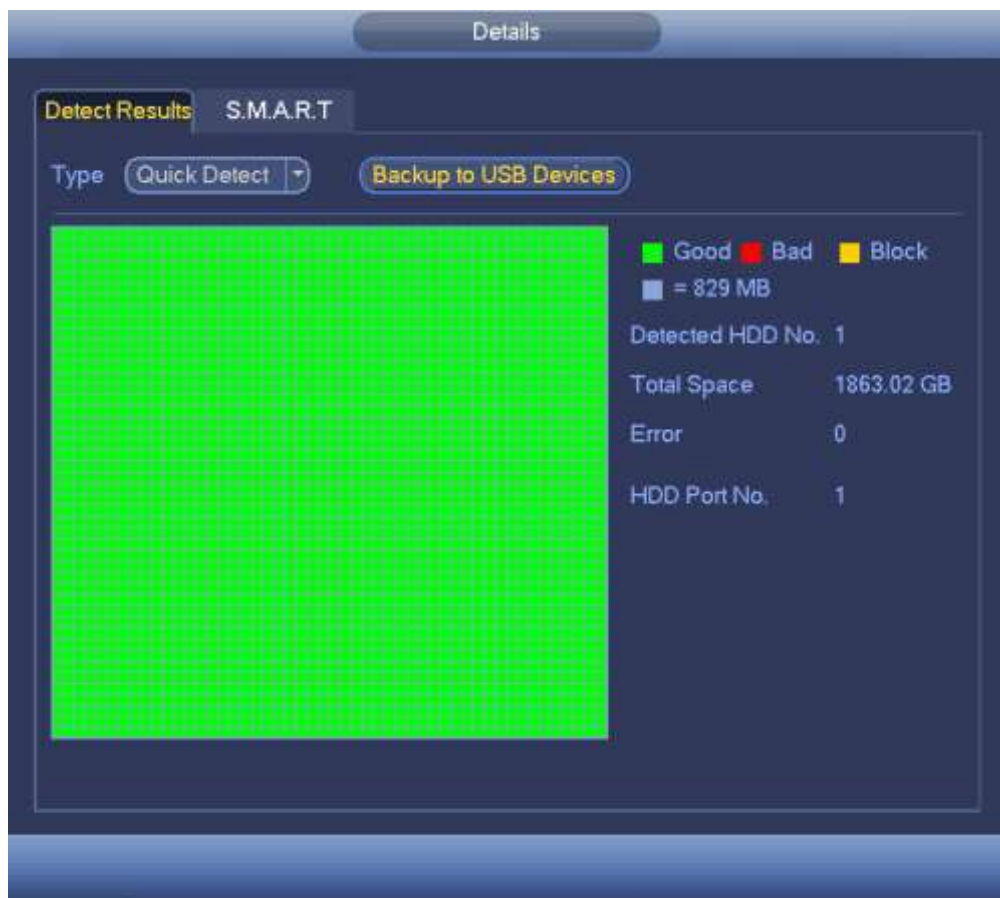 Details
Detect Results S.M.A.R.T
Type Quick Detect Backup to USB Devices
Good Bad Block
= 829 MB
Detected HDD No. 1
Total Space 1863.02 GB
Error 0
HDD Port No. 1